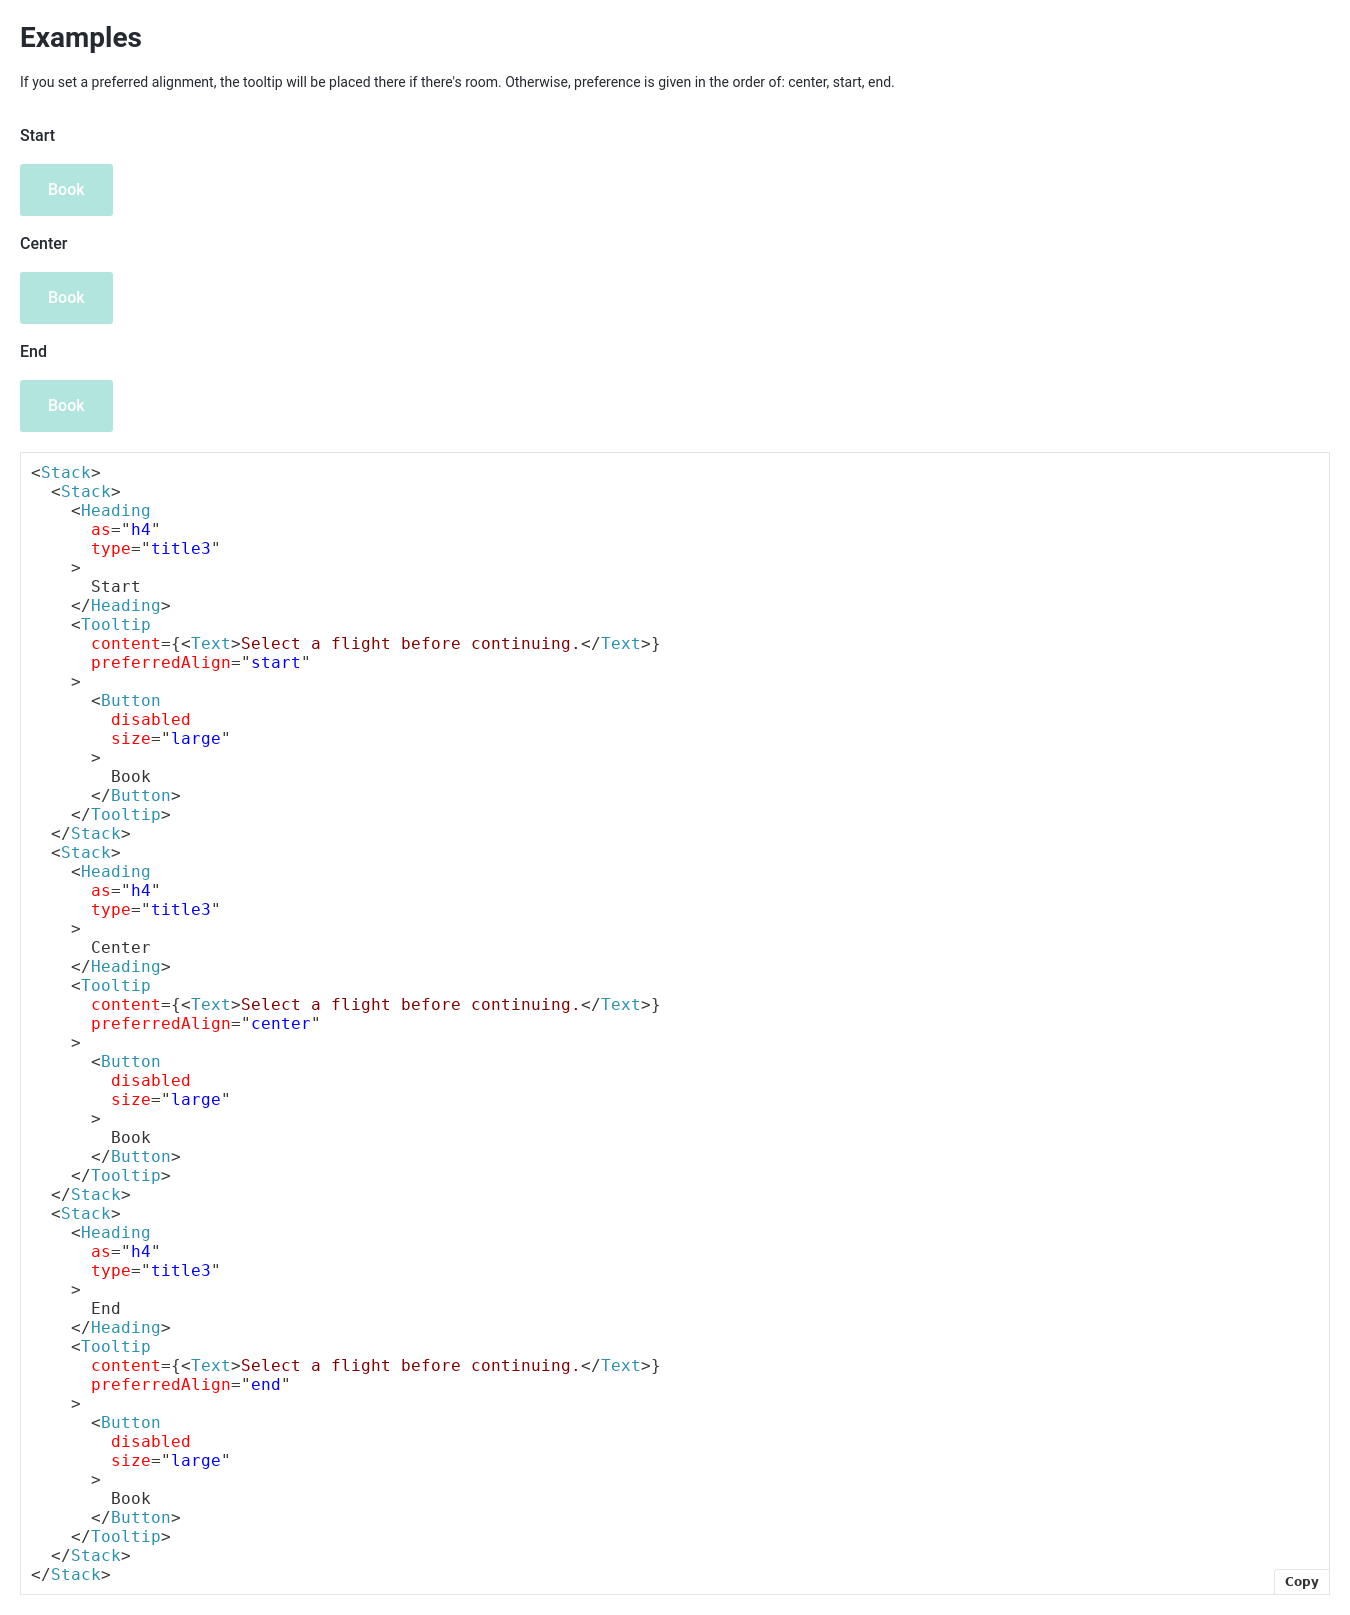 Examples
If you set a preferred alignment, the tooltip will be placed there if there's room. Otherwise, preference is given in the order of: center, start, end.
Start
Book
Center
Book
End
Book
<Stack>
  <Stack>
    <Heading
      as="h4"
      type="title3"
    >
      Start
    </Heading>
    <Tooltip
      content={<Text>Select a flight before continuing.</Text>}
      preferredAlign="start"
    >
      <Button
        disabled
        size="large"
      >
        Book
      </Button>
    </Tooltip>
  </Stack>
  <Stack>
    <Heading
      as="h4"
      type="title3"
    >
      Center
    </Heading>
    <Tooltip
      content={<Text>Select a flight before continuing.</Text>}
      preferredAlign="center"
    >
      <Button
        disabled
        size="large"
      >
        Book
      </Button>
    </Tooltip>
  </Stack>
  <Stack>
    <Heading
      as="h4"
      type="title3"
    >
      End
    </Heading>
    <Tooltip
      content={<Text>Select a flight before continuing.</Text>}
      preferredAlign="end"
    >
      <Button
        disabled
        size="large"
      >
        Book
      </Button>
    </Tooltip>
  </Stack>
</Stack>
Copy